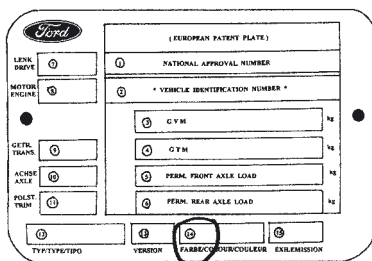 Ford
(EUROPEAN PATENT PLATE)
LENK
DRIVE
7
1 NATIONAL APPROVAL NUMBER
MOTOR
ENGINE
8
2 * VEHICLE IDENTIFICATION NUMBER *
3 G V M kg
GETR.
TRANS.
9
4 G T M kg
ACHSE
AXLE
10
5 PERM. FRONT AXLE LOAD kg
POLST.
TRIM
11
6 PERM. REAR AXLE LOAD kg
12 13 14 15
TYP/TYPE/TIPO VERSION FARBE/COLOUR/COULEUR EXH.EMISSION